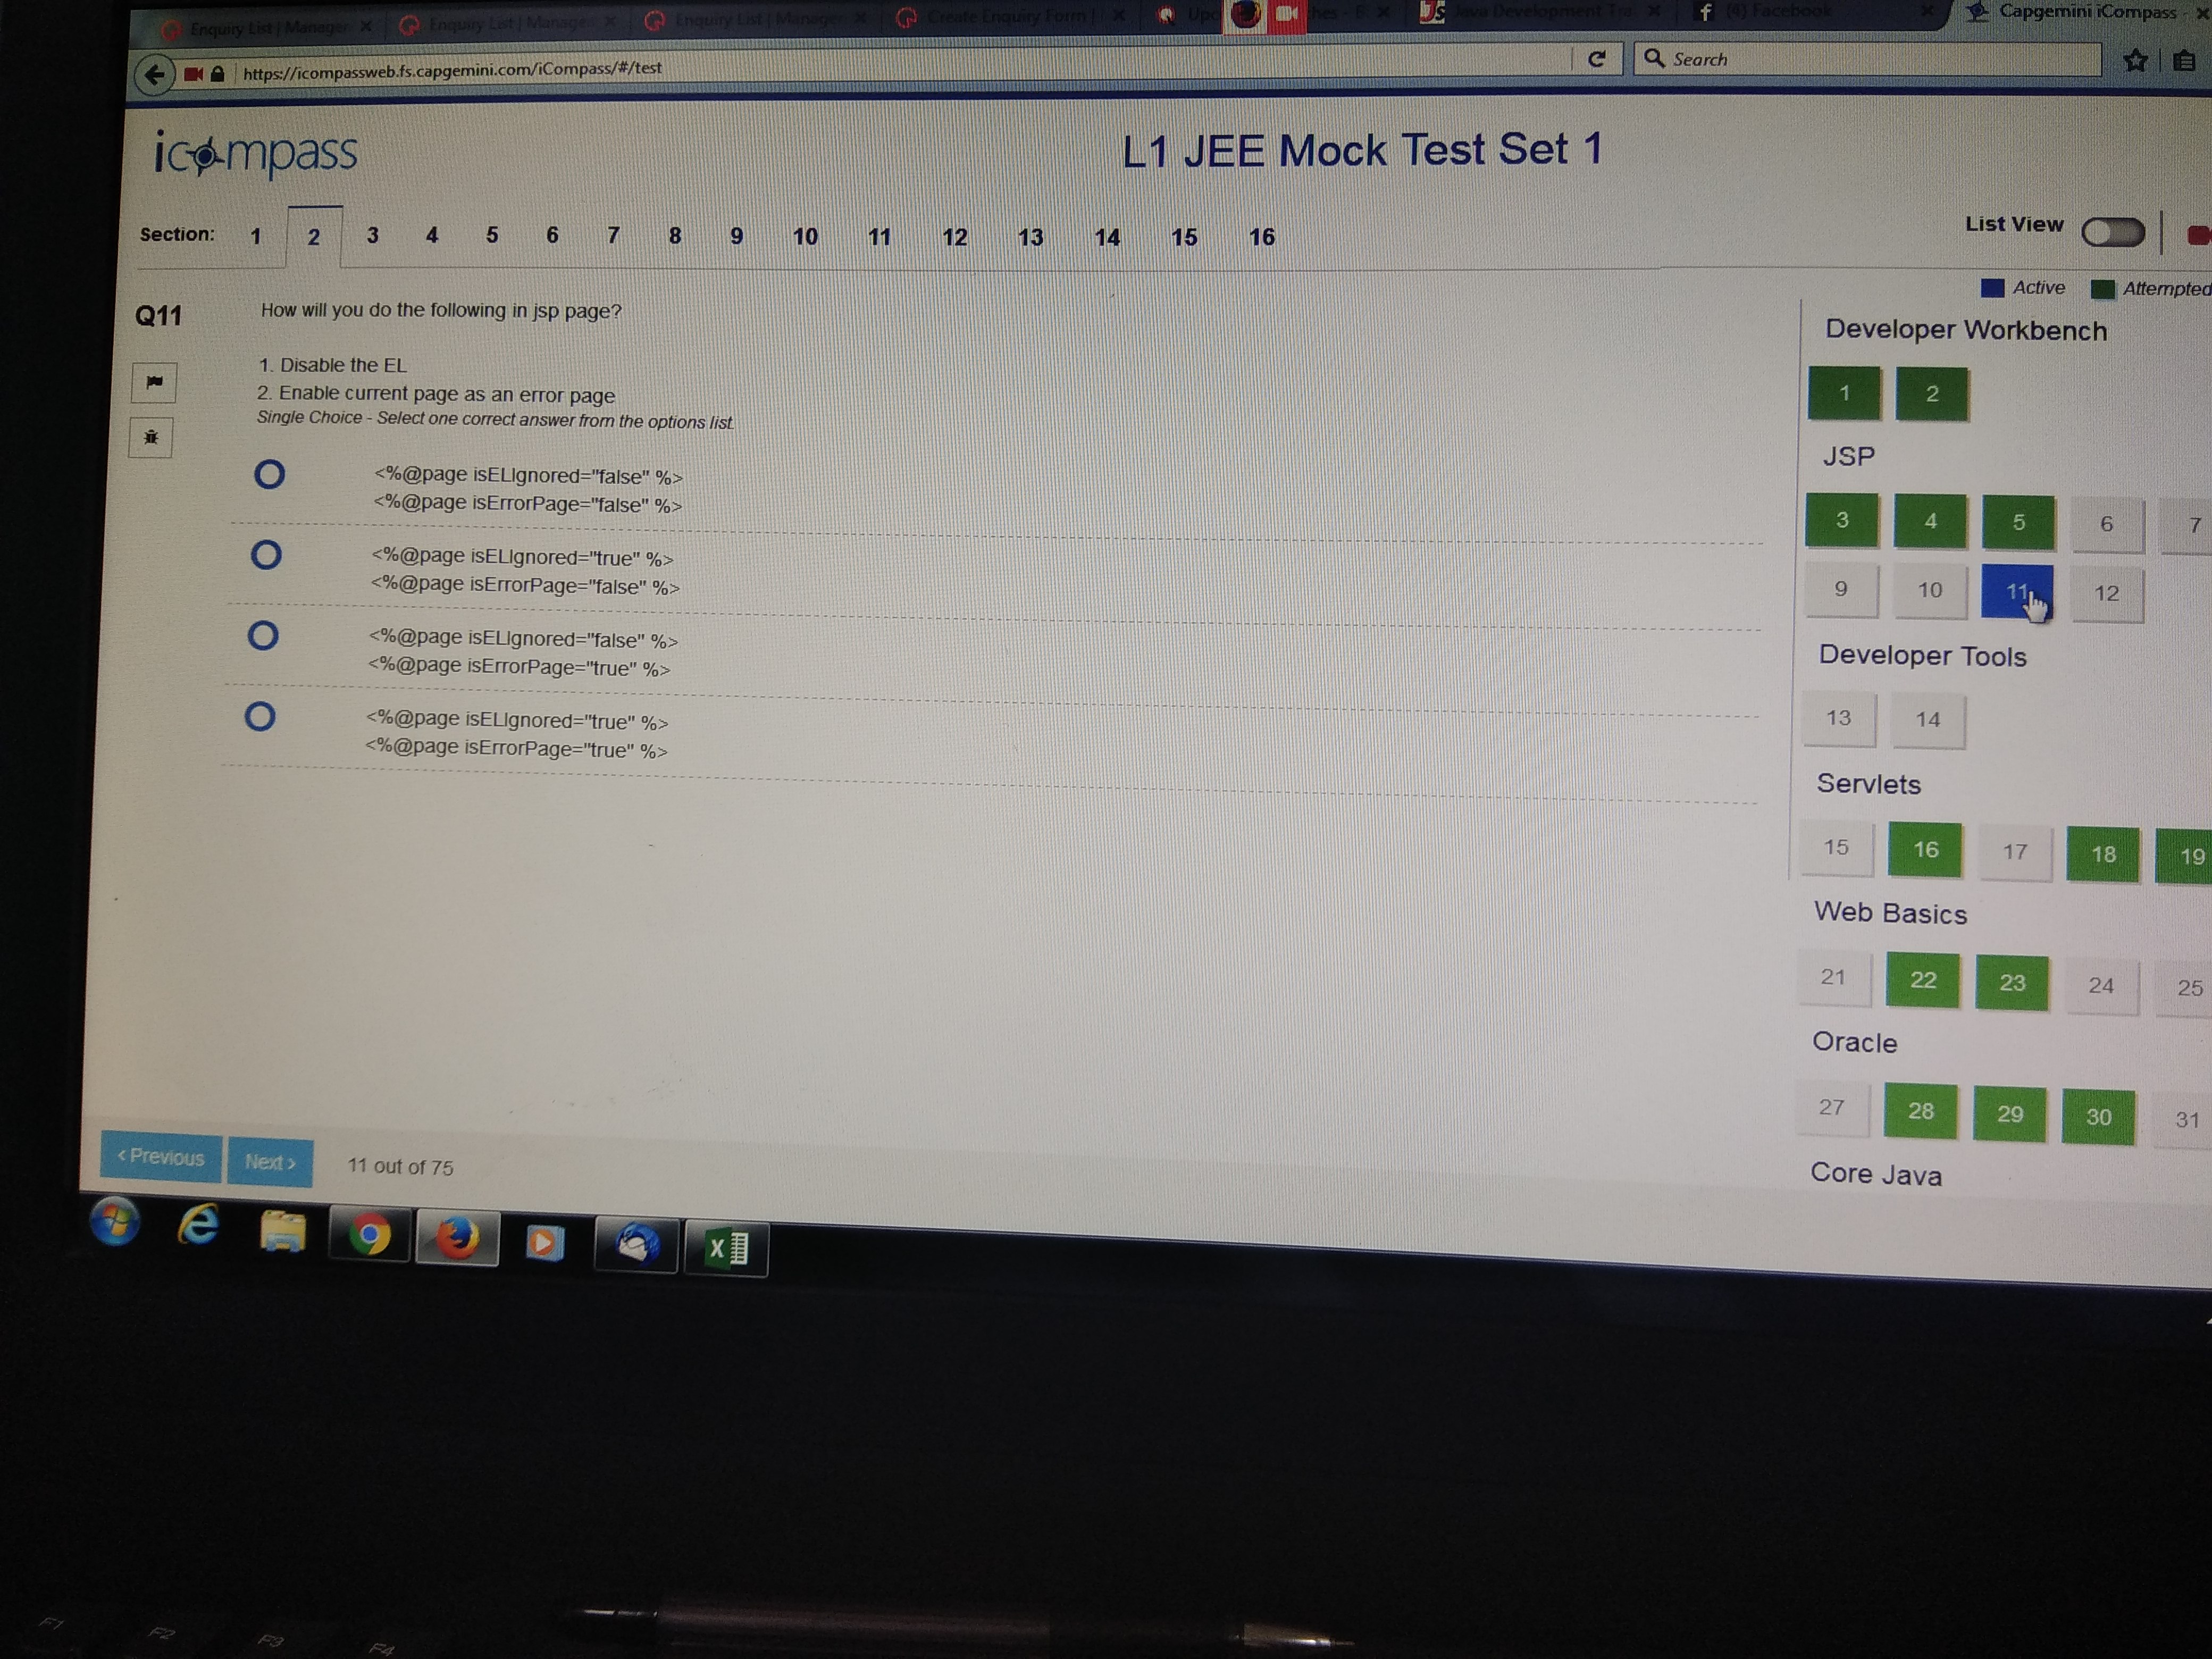 Enquiry List | Manager
Enquiry List | Manager
Enquiry List | Manager
Create Enquiry Form |
Java Development Tra
(4) Facebook
Capgemini iCompass -
https://icompassweb.fs.capgemini.com/iCompass/#/test
Search
icompass
L1 JEE Mock Test Set 1
Section: 1 2 3 4 5 6 7 8 9 10 11 12 13 14 15 16
List View
Active Attempted
Q11
How will you do the following in jsp page?
1. Disable the EL
2. Enable current page as an error page
Single Choice - Select one correct answer from the options list.
<%@page isELIgnored="false" %>
<%@page isErrorPage="false" %>
<%@page isELIgnored="true" %>
<%@page isErrorPage="false" %>
<%@page isELIgnored="false" %>
<%@page isErrorPage="true" %>
<%@page isELIgnored="true" %>
<%@page isErrorPage="true" %>
Developer Workbench
1 2
JSP
3 4 5 6 7
9 10 11 12
Developer Tools
13 14
Servlets
15 16 17 18 19
Web Basics
21 22 23 24 25
Oracle
27 28 29 30 31
Core Java
< Previous Next > 11 out of 75
F1 F2 F3 F4